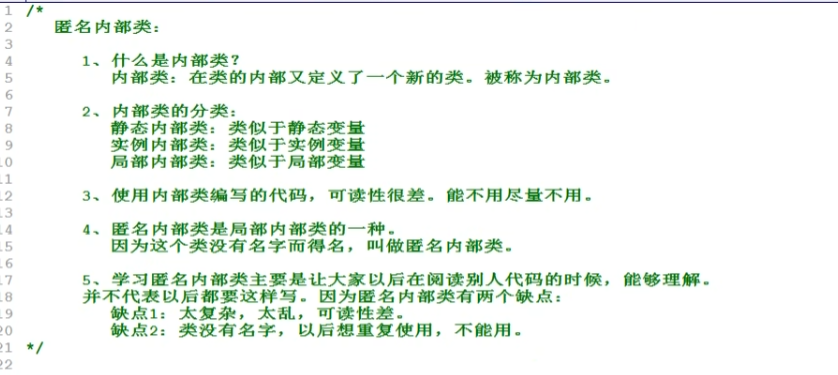 1 /*
2 匿名内部类：
3
4 1、什么是内部类？
5 内部类：在类的内部又定义了一个新的类。被称为内部类。
6
7 2、内部类的分类：
8 静态内部类：类似于静态变量
9 实例内部类：类似于实例变量
10 局部内部类：类似于局部变量
11
12 3、使用内部类编写的代码，可读性很差。能不用尽量不用。
13
14 4、匿名内部类是局部内部类的一种。
15 因为这个类没有名字而得名，叫做匿名内部类。
16
17 5、学习匿名内部类主要是让大家以后在阅读别人代码的时候，能够理解。
18 并不代表以后都要这样写。因为匿名内部类有两个缺点：
19 缺点1：太复杂，太乱，可读性差。
20 缺点2：类没有名字，以后想重复使用，不能用。
21 */
22